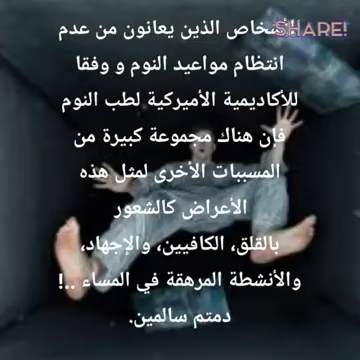 SHARE!
الأشخاص الذين يعانون من عدم
انتظام مواعيد النوم و وفقا
للأكاديمية الأميركية لطب النوم
فإن هناك مجموعة كبيرة من
المسببات الأخرى لمثل هذه
الأعراض كالشعور
بالقلق، الكافيين، والإجهاد،
والأنشطة المرهقة في المساء ..!
دمتم سالمين.